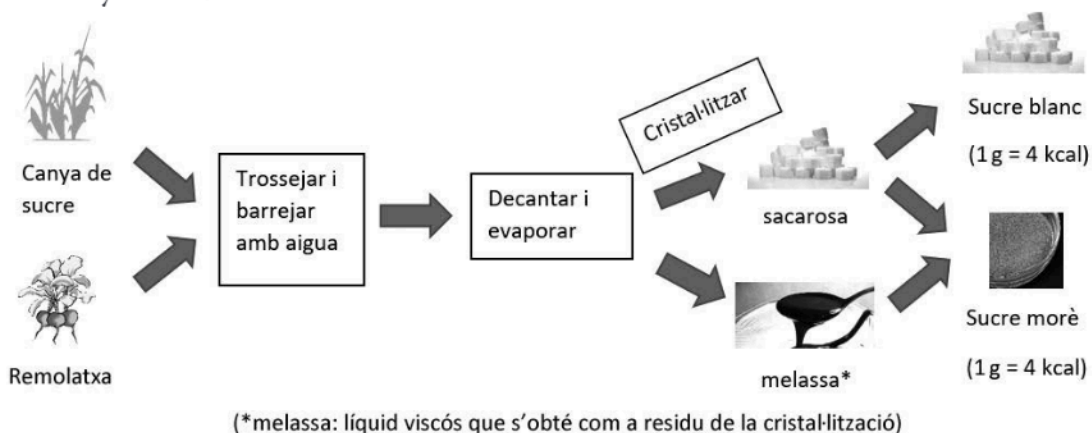 Canya de
sucre
Remolatxa
Trossejar i
barrejar
amb aigua
Decantar i
evaporar
Cristal·litzar
sacarosa
melassa*
Sucre blanc
(1 g = 4 kcal)
Sucre morè
(1 g = 4 kcal)
(*melassa: líquid viscós que s'obté com a residu de la cristal·lització)